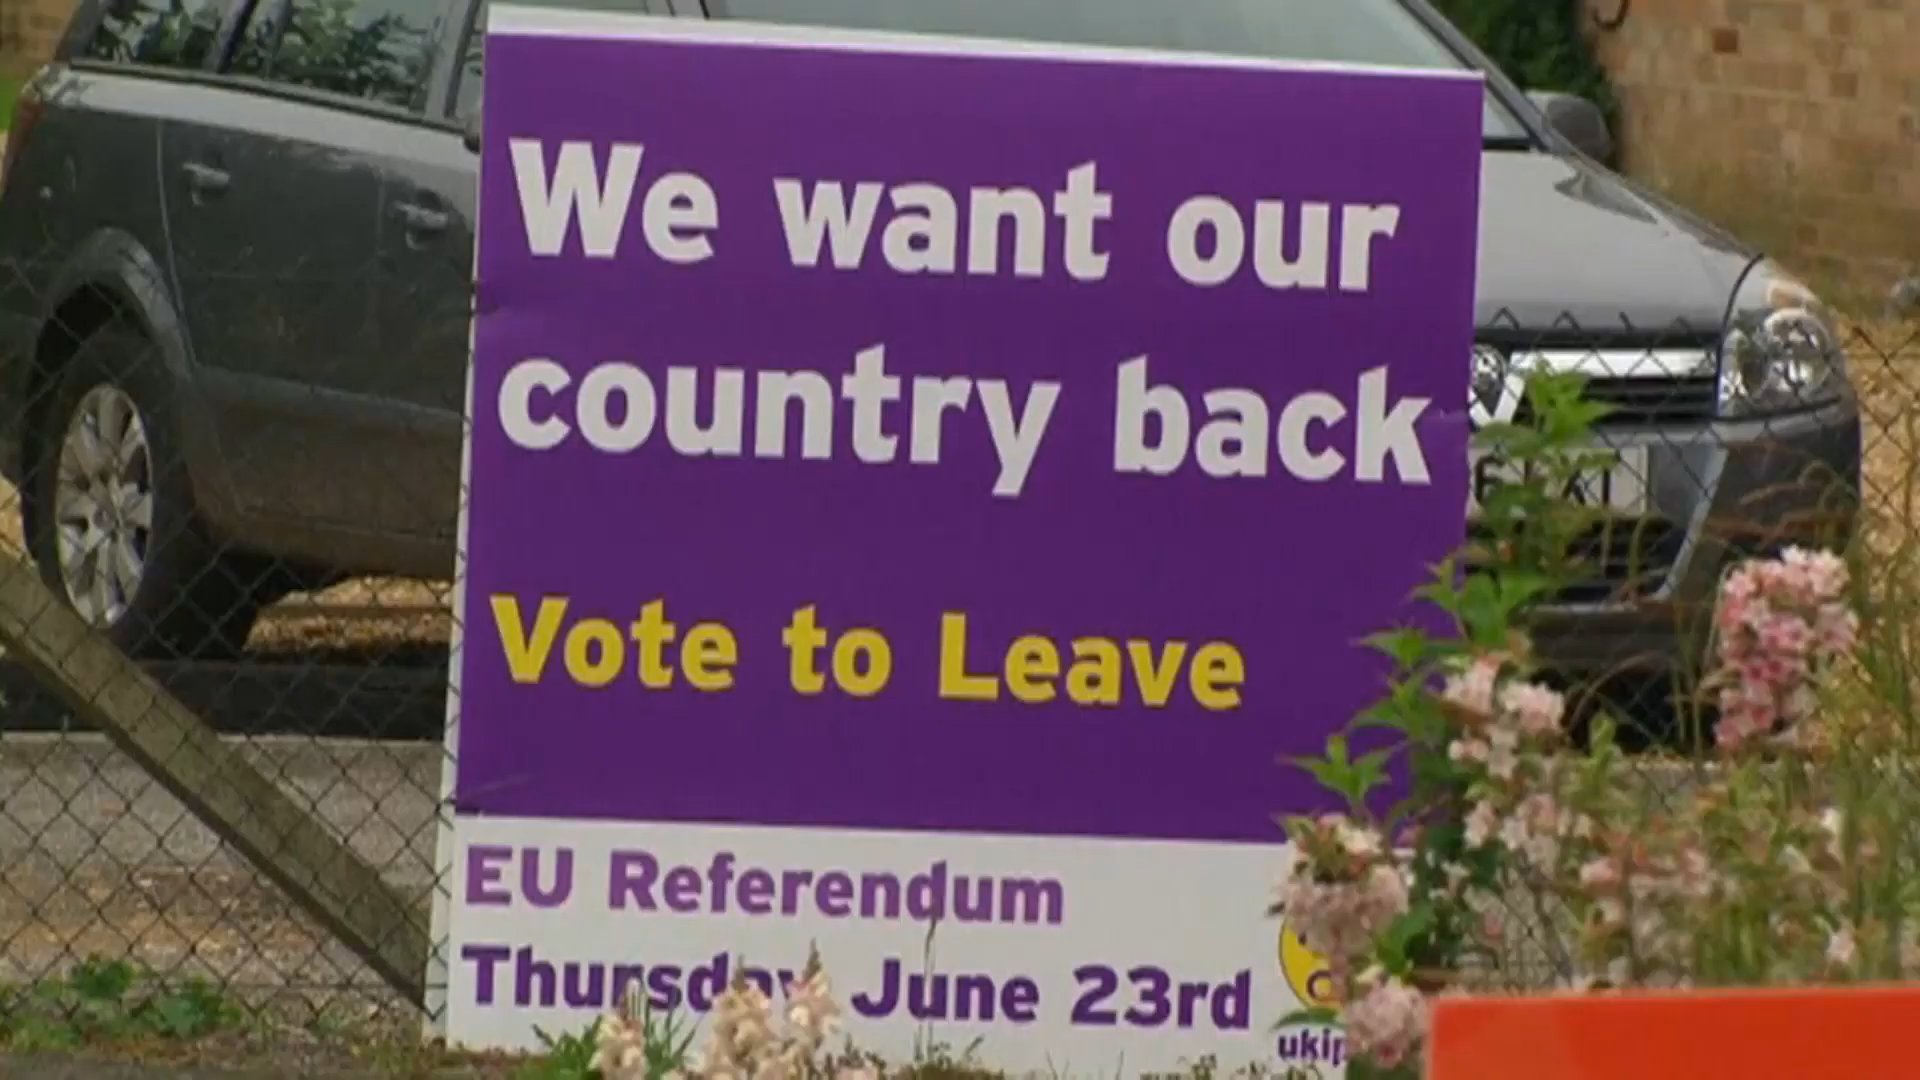 We want our
country back
Vote to Leave
EU Referendum
Thursday June 23rd
ukip